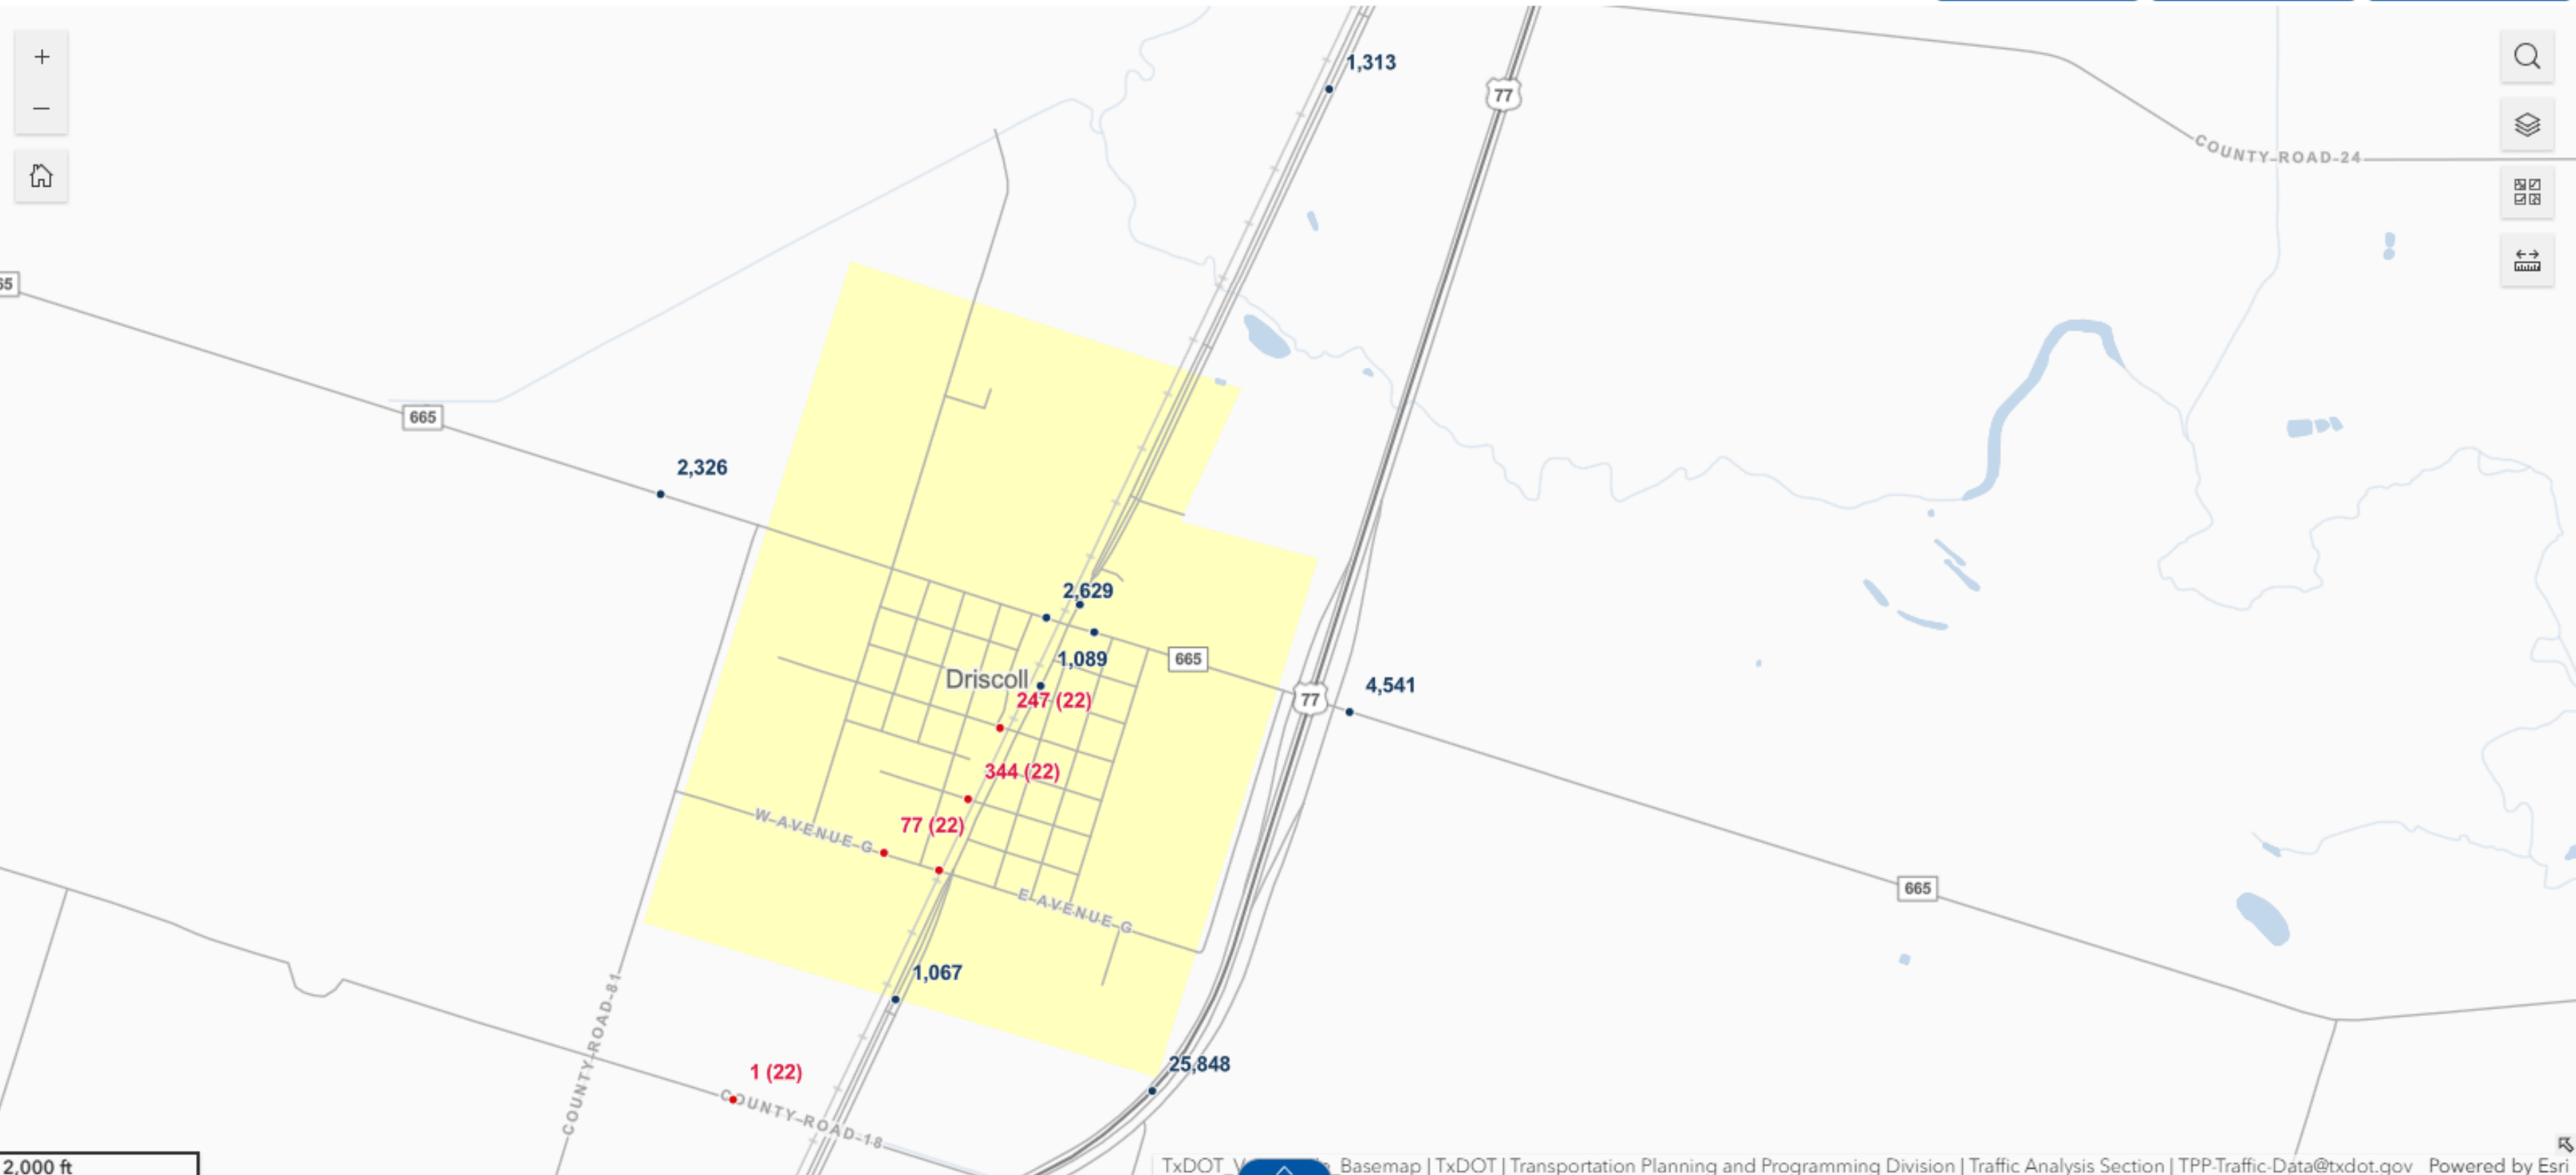 +
1,313
77
−
COUNTY-ROAD-24
65
665
2,326
2,629
1,089
665
Driscoll
247 (22)
77
4,541
344 (22)
77 (22)
W-AVENUE-G
E-AVENUE-G
665
1,067
COUNTY-ROAD-81
25,848
1 (22)
COUNTY-ROAD-18
2,000 ft
Basemap | TxDOT | Transportation Planning and Programming Division | Traffic Analysis Section | TPP-Traffic-Data@txdot.gov Powered by Esri